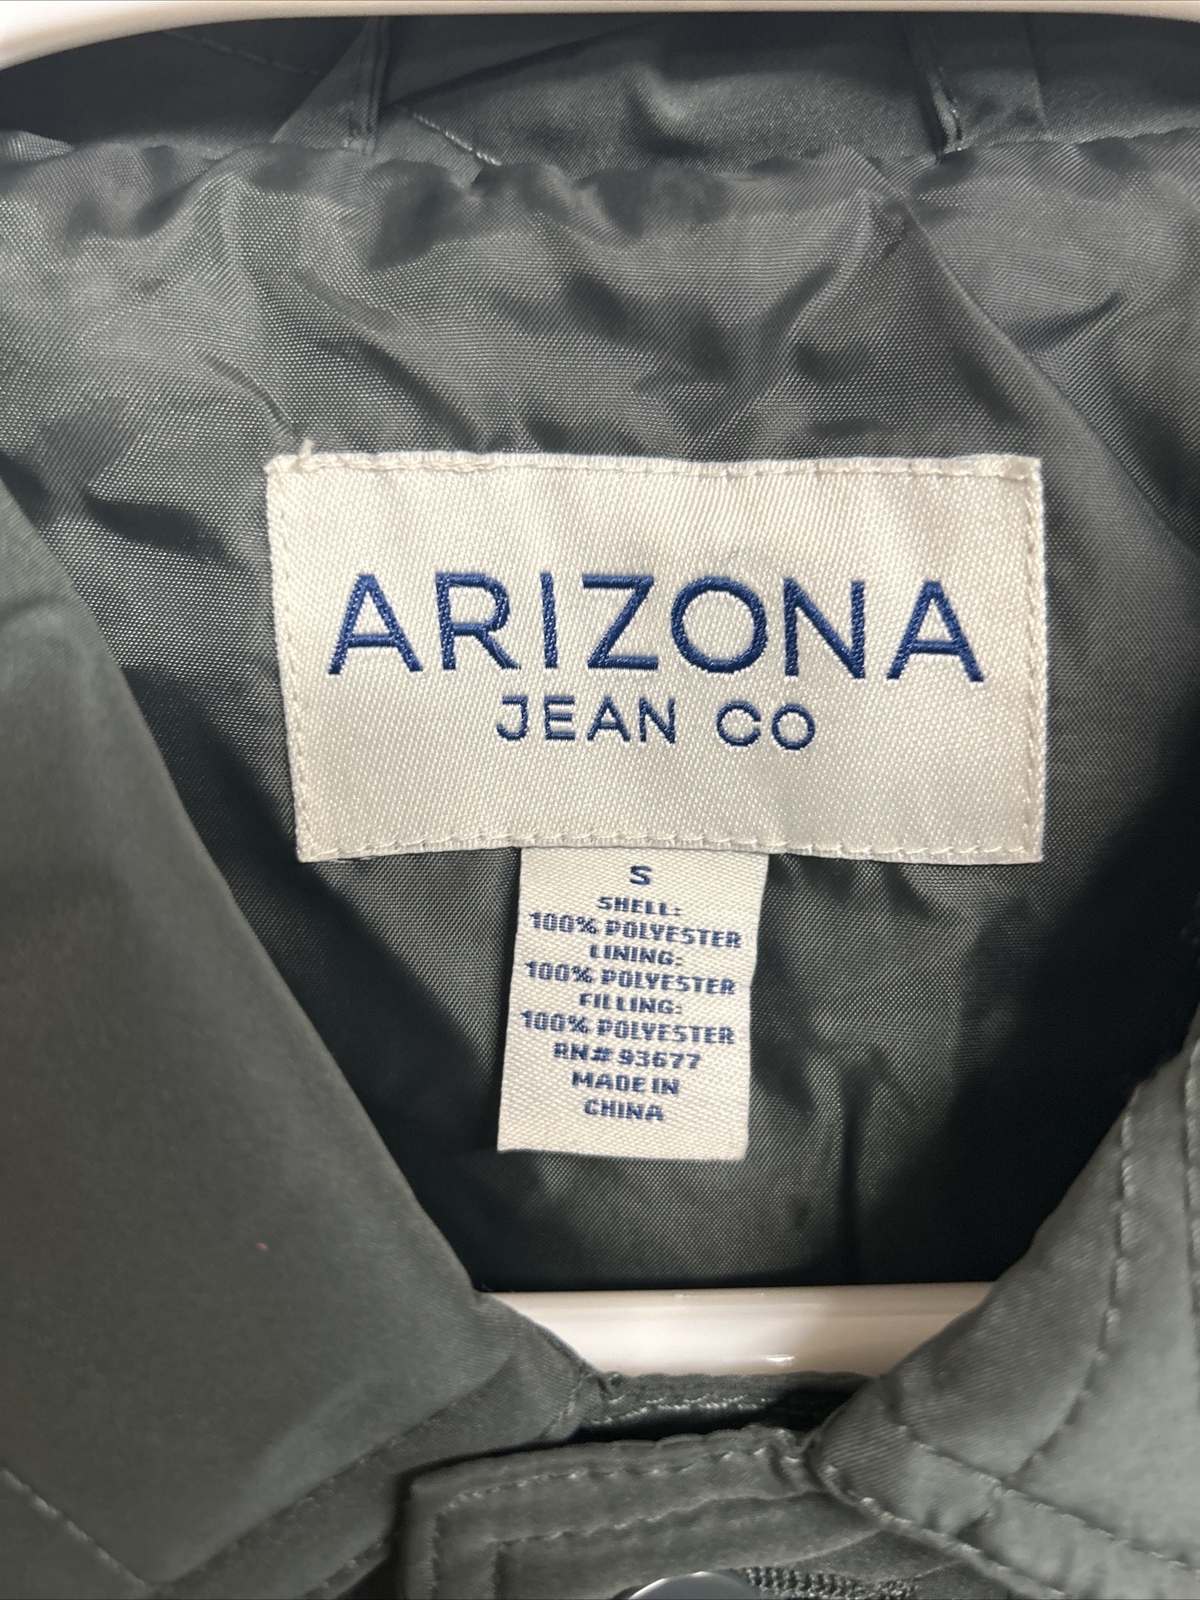 ARIZONA
JEAN CO
S
SHELL:
100% POLYESTER
LINING:
100% POLYESTER
FILLING:
100% POLYESTER
RN# 93677
MADE IN
CHINA